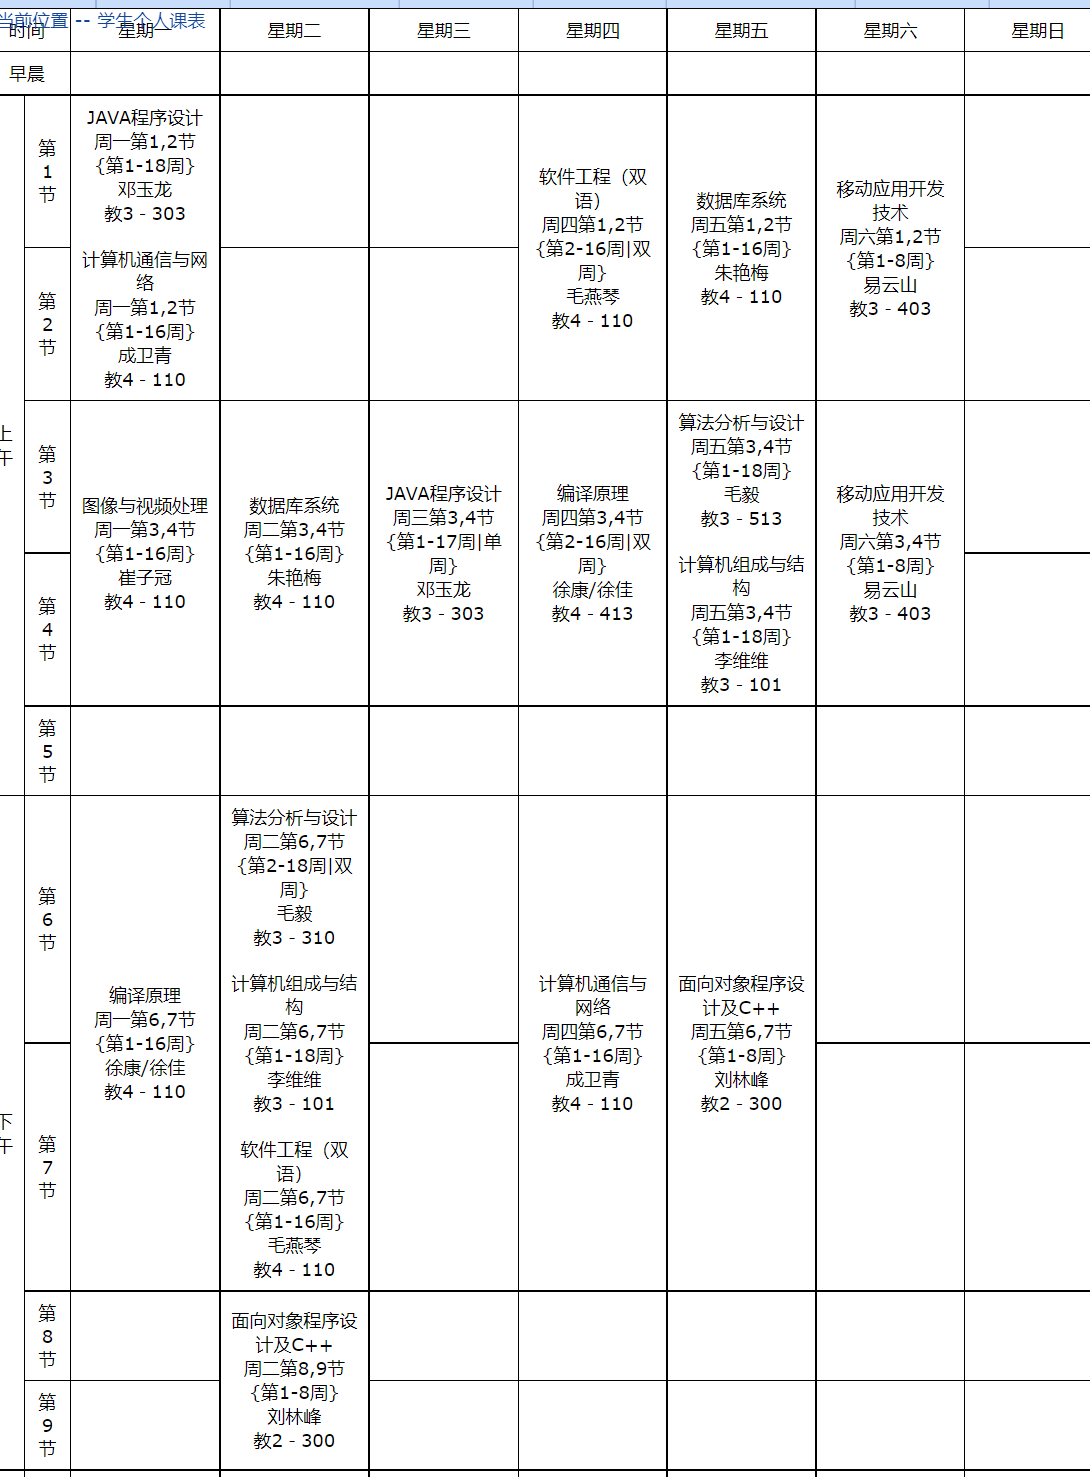 当前位置 -- 学生个人课表
时间
星期一
星期二
星期三
星期四
星期五
星期六
星期日
早晨
上
午
第
1
节
JAVA程序设计
周一第1,2节
{第1-18周}
邓玉龙
教3－303
计算机通信与网
络
周一第1,2节
{第1-16周}
成卫青
教4－110
软件工程（双
语）
周四第1,2节
{第2-16周|双
周}
毛燕琴
教4－110
数据库系统
周五第1,2节
{第1-16周}
朱艳梅
教4－110
移动应用开发
技术
周六第1,2节
{第1-8周}
易云山
教3－403
第
2
节
第
3
节
图像与视频处理
周一第3,4节
{第1-16周}
崔子冠
教4－110
数据库系统
周二第3,4节
{第1-16周}
朱艳梅
教4－110
JAVA程序设计
周三第3,4节
{第1-17周|单
周}
邓玉龙
教3－303
编译原理
周四第3,4节
{第2-16周|双
周}
徐康/徐佳
教4－413
算法分析与设计
周五第3,4节
{第1-18周}
毛毅
教3－513
计算机组成与结
构
周五第3,4节
{第1-18周}
李维维
教3－101
移动应用开发
技术
周六第3,4节
{第1-8周}
易云山
教3－403
第
4
节
第
5
节
下
午
第
6
节
编译原理
周一第6,7节
{第1-16周}
徐康/徐佳
教4－110
算法分析与设计
周二第6,7节
{第2-18周|双
周}
毛毅
教3－310
计算机组成与结
构
周二第6,7节
{第1-18周}
李维维
教3－101
软件工程（双
语）
周二第6,7节
{第1-16周}
毛燕琴
教4－110
计算机通信与
网络
周四第6,7节
{第1-16周}
成卫青
教4－110
面向对象程序设
计及C++
周五第6,7节
{第1-8周}
刘林峰
教2－300
第
7
节
第
8
节
面向对象程序设
计及C++
周二第8,9节
{第1-8周}
刘林峰
教2－300
第
9
节